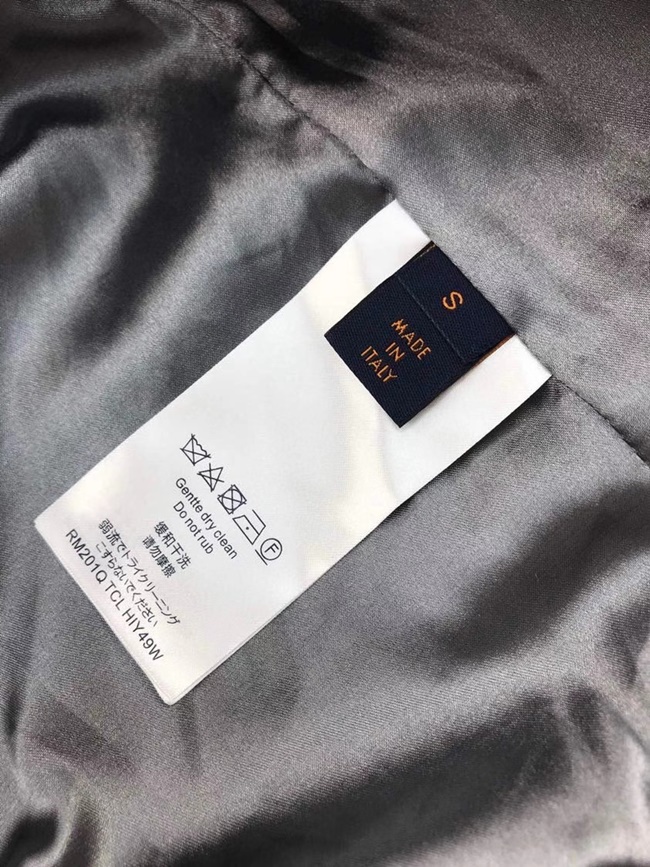 S
MADE
IN
ITALY
Gentte dry clean
Do not rub
缓和干洗
请勿摩擦
弱流でトライクリーニング
こすらないでください
RM201Q TCL HIY49W